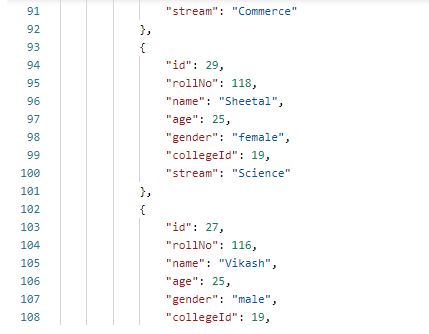 91 "stream": "Commerce"
92 },
93 {
94 "id": 29,
95 "rollNo": 118,
96 "name": "Sheetal",
97 "age": 25,
98 "gender": "female",
99 "collegeId": 19,
100 "stream": "Science"
101 },
102 {
103 "id": 27,
104 "rollNo": 116,
105 "name": "Vikash",
106 "age": 25,
107 "gender": "male",
108 "collegeId": 19,